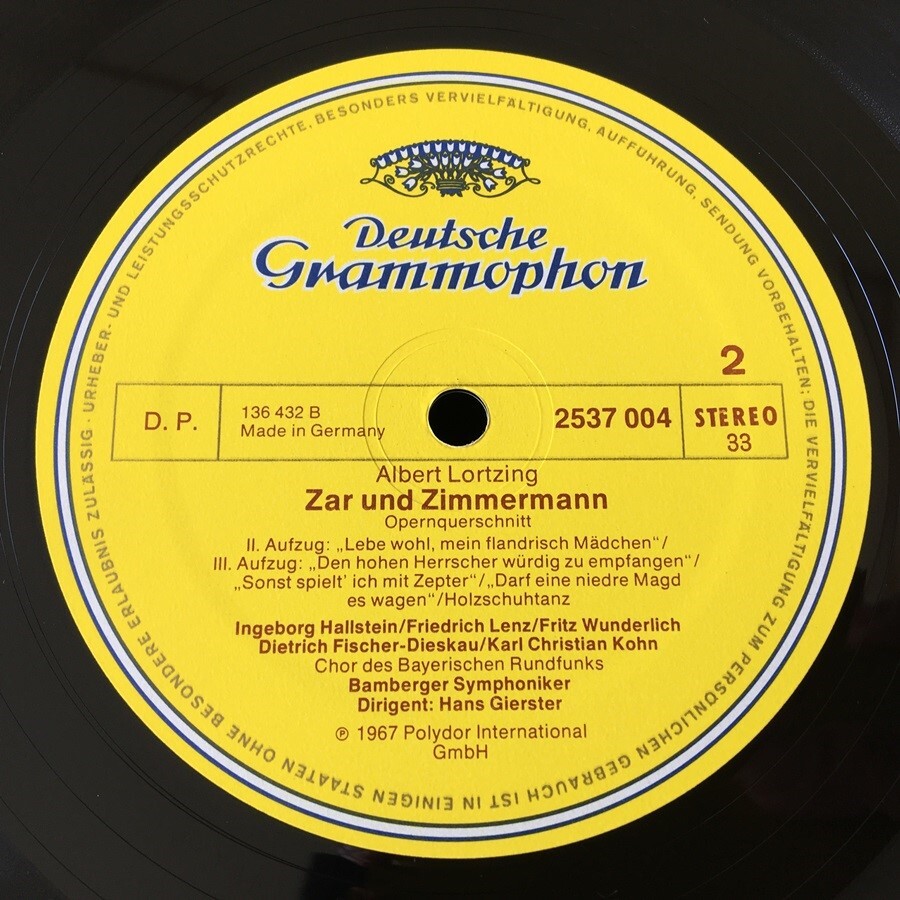 URHEBER- UND LEISTUNGSSCHUTZRECHTE, BESONDERS VERVIELFÄLTIGUNG, AUFFÜHRUNG, SENDUNG VORBEHALTEN; DIE VERVIELFÄLTIGUNG ZUM PERSÖNLICHEN GEBRAUCH IST IN EINIGEN STAATEN OHNE BESONDERE ERLAUBNIS ZULÄSSIG ·
Deutsche
Grammophon
2
D. P.
136 432 B
Made in Germany
2537 004
STEREO
33
Albert Lortzing
Zar und Zimmermann
Opernquerschnitt
II. Aufzug: „Lebe wohl, mein flandrisch Mädchen“/
III. Aufzug: „Den hohen Herrscher würdig zu empfangen“/
„Sonst spielt' ich mit Zepter“/„Darf eine niedre Magd
es wagen“/Holzschuhtanz
Ingeborg Hallstein/Friedrich Lenz/Fritz Wunderlich
Dietrich Fischer-Dieskau/Karl Christian Kohn
Chor des Bayerischen Rundfunks
Bamberger Symphoniker
Dirigent: Hans Gierster
℗ 1967 Polydor International
GmbH